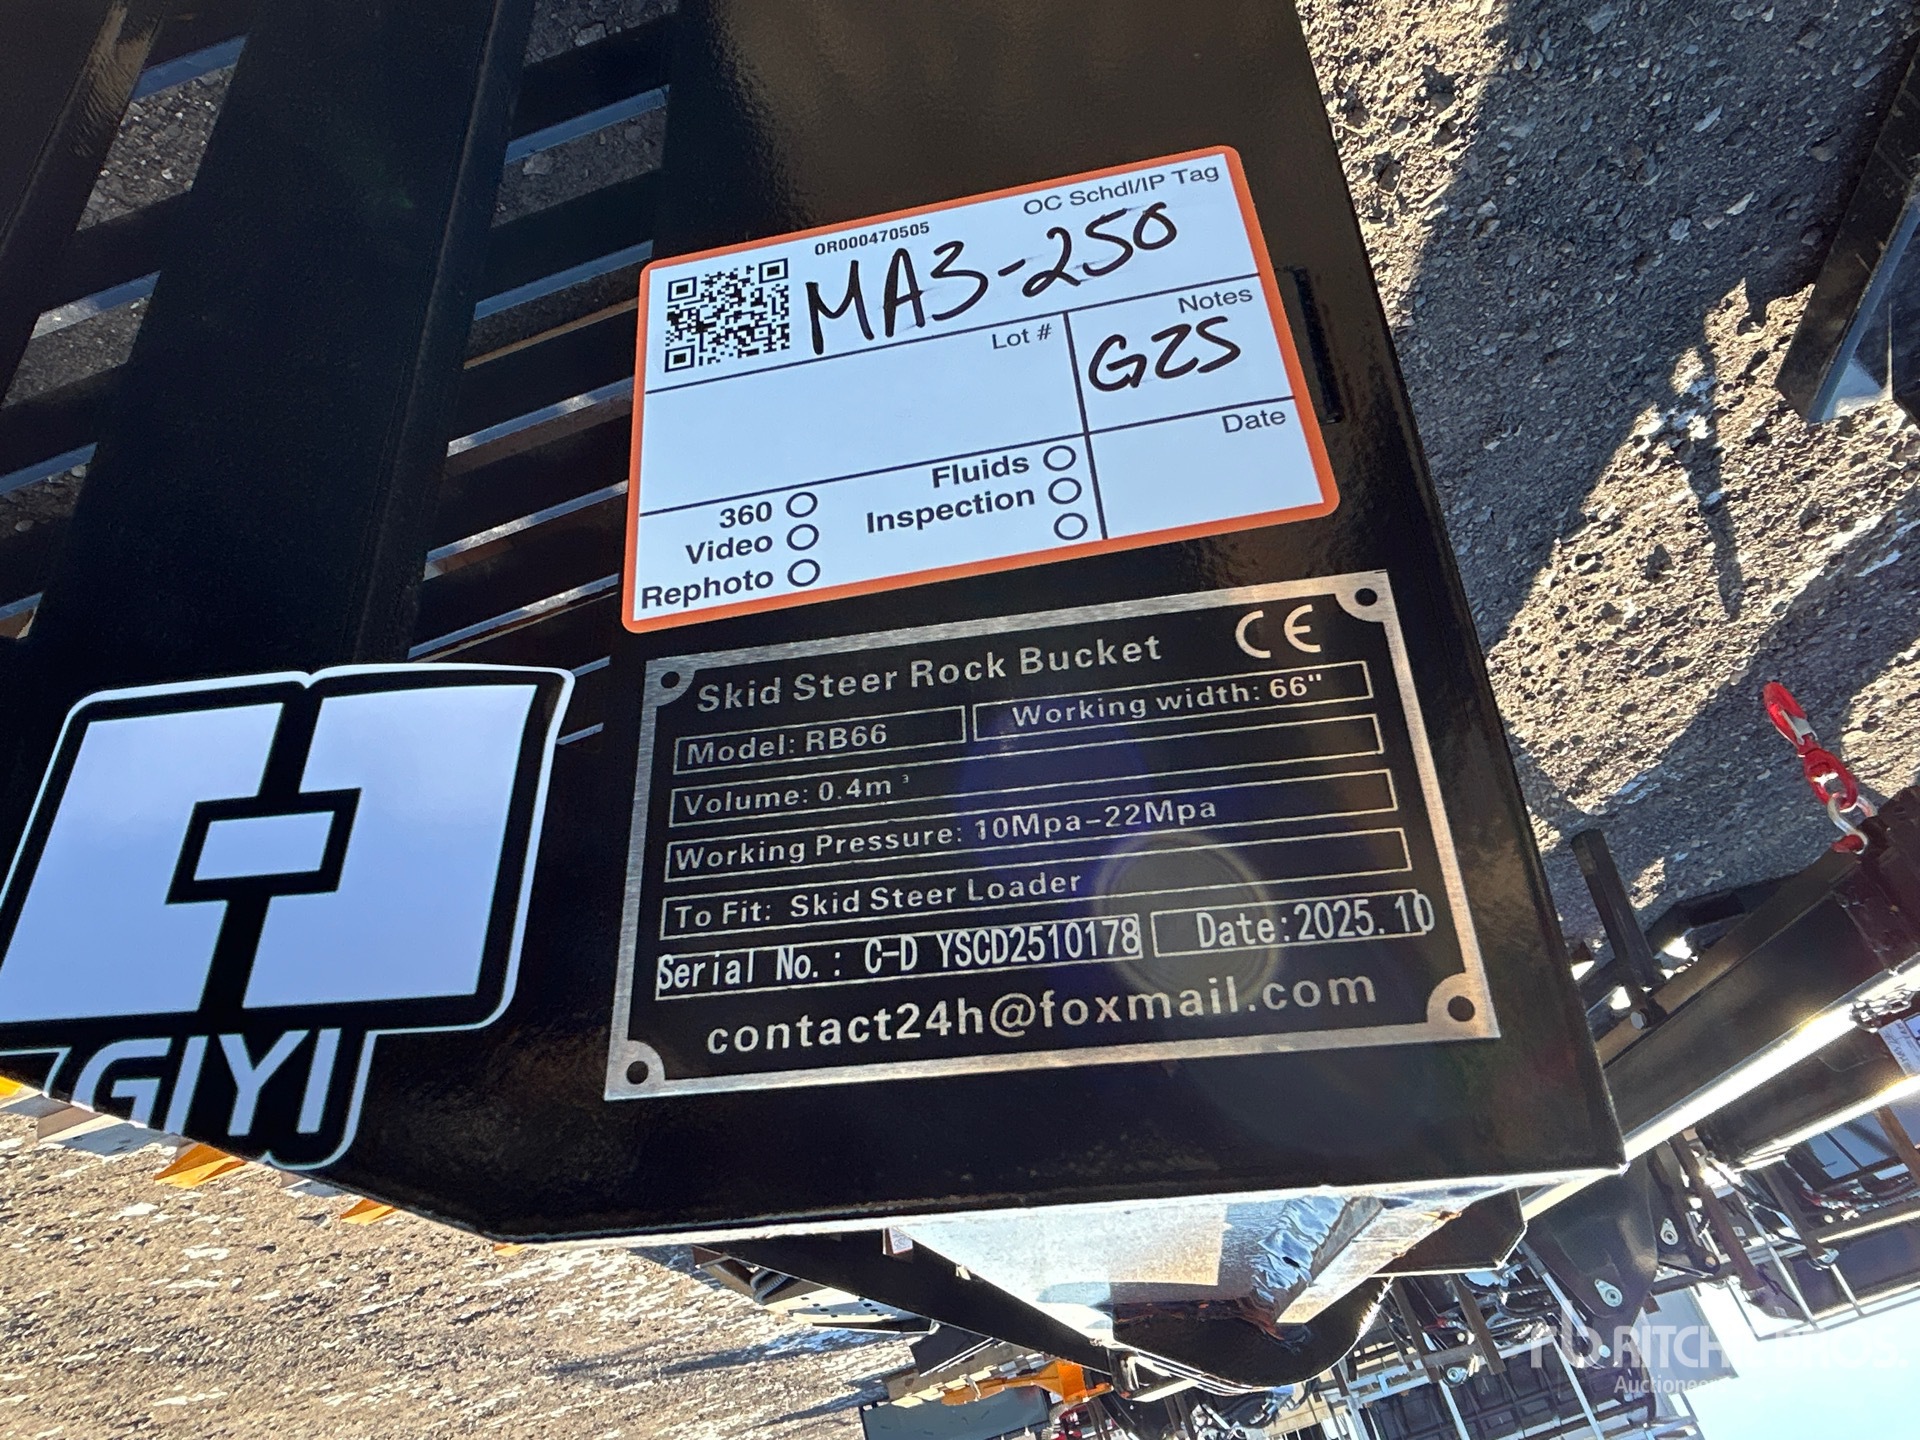 0R000470505
OC Schdl/IP Tag
MA3-250
Lot #
Notes
GZS
Date
360
Video
Rephoto
Fluids
Inspection
Skid Steer Rock Bucket CE
Model: RB66
Working width: 66"
Volume: 0.4m³
Working Pressure: 10Mpa-22Mpa
To Fit: Skid Steer Loader
Serial No.: C-D YSCD2510178
Date:2025.10
contact24h@foxmail.com
GIYI